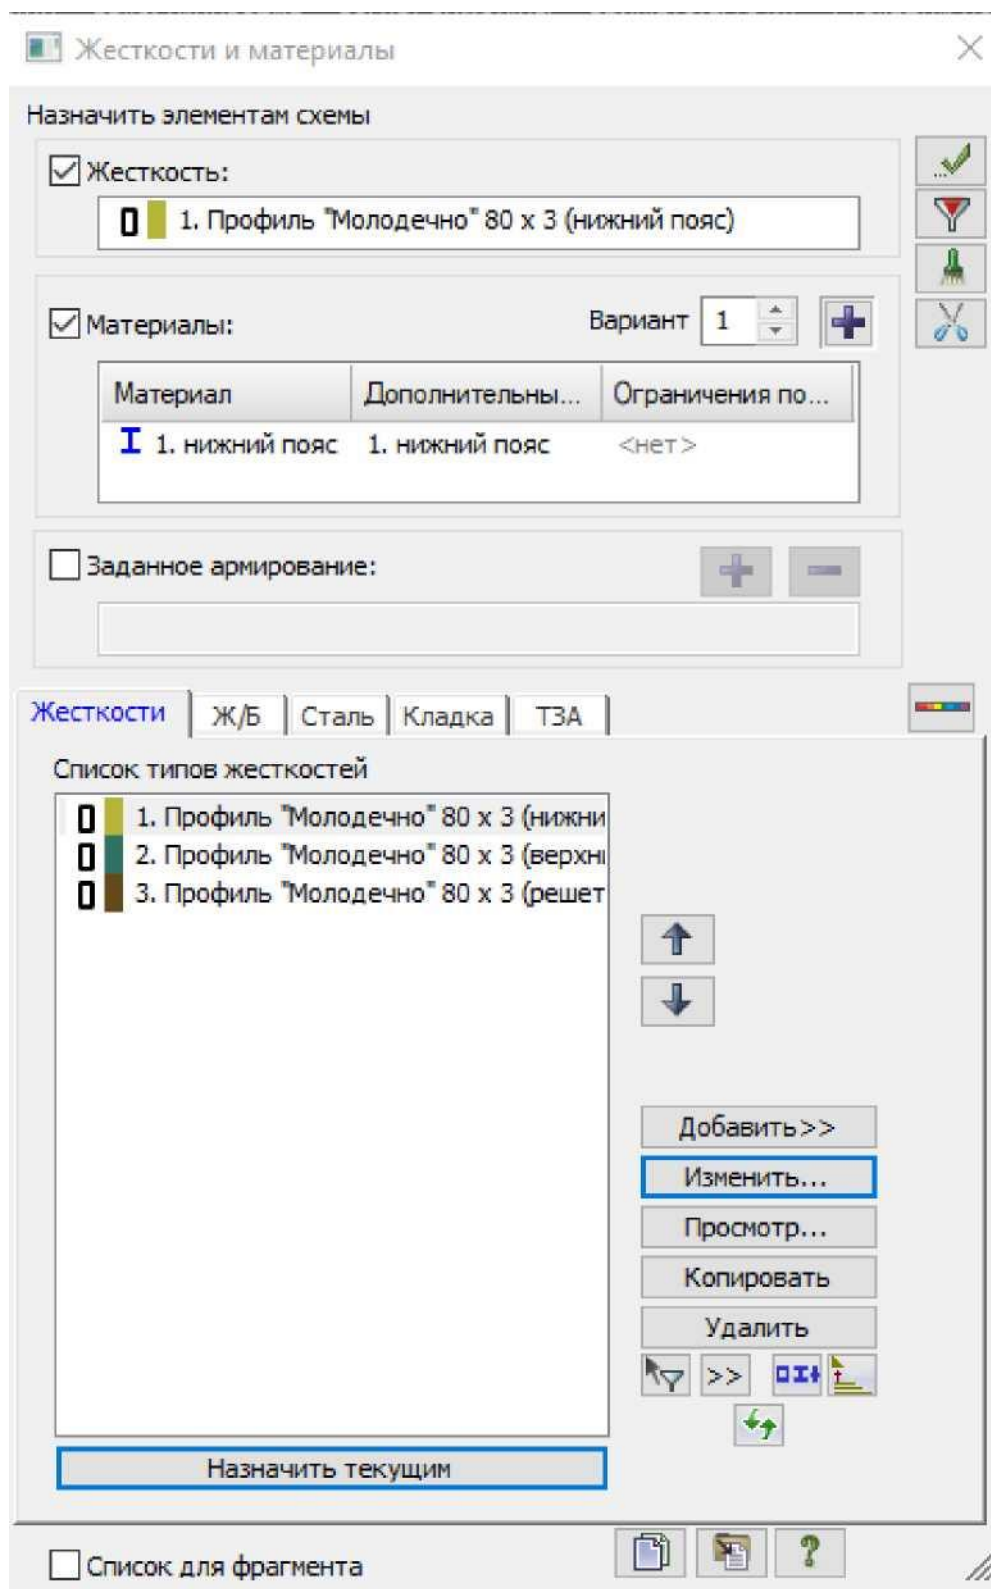 Жесткости и материалы
Назначить элементам схемы
Жесткость:
1. Профиль "Молодечно" 80 x 3 (нижний пояс)
Материалы:
Вариант 1
Материал Дополнительны... Ограничения по...
1. нижний пояс 1. нижний пояс <нет>
Заданное армирование:
Жесткости Ж/Б Сталь Кладка ТЗА
Список типов жесткостей
1. Профиль "Молодечно" 80 x 3 (нижни
2. Профиль "Молодечно" 80 x 3 (верхн
3. Профиль "Молодечно" 80 x 3 (решет
Добавить>>
Изменить...
Просмотр...
Копировать
Удалить
>>
Назначить текущим
Список для фрагмента
?